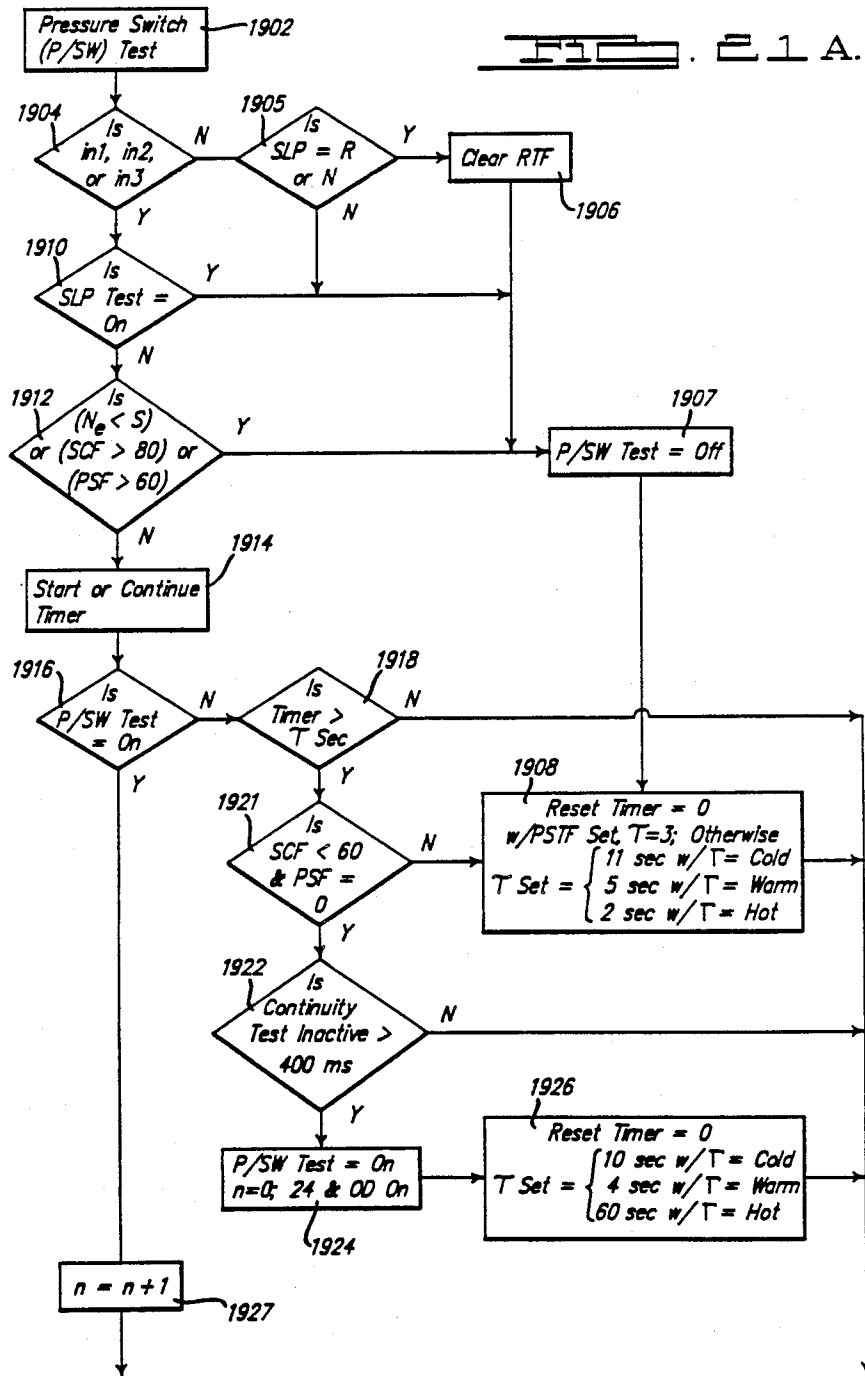 Pressure Switch
(P/SW) Test
1902
FIG. 21A.
1904
Is
in1, in2,
or in3
N
Y
1905
Is
SLP = R
or N
Y
N
Clear RTF
1906
1910
Is
SLP Test =
On
Y
N
1912
Is
(Ne < S)
or (SCF > 80) or
(PSF > 60)
Y
N
1907
P/SW Test = Off
1914
Start or Continue
Timer
1916
Is
P/SW Test
= On
N
Y
1918
Is
Timer >
T Sec
N
Y
1921
Is
SCF < 60
& PSF =
0
N
Y
1908
Reset Timer = 0
w/PSTF Set, T=3; Otherwise
T Set = { 11 sec w/T = Cold
5 sec w/T = Warm
2 sec w/T = Hot
1922
Is
Continuity
Test Inactive >
400 ms
N
Y
P/SW Test = On
n=0; 24 & OD On
1924
1926
Reset Timer = 0
T Set = { 10 sec w/T = Cold
4 sec w/T = Warm
60 sec w/T = Hot
n = n+1
1927